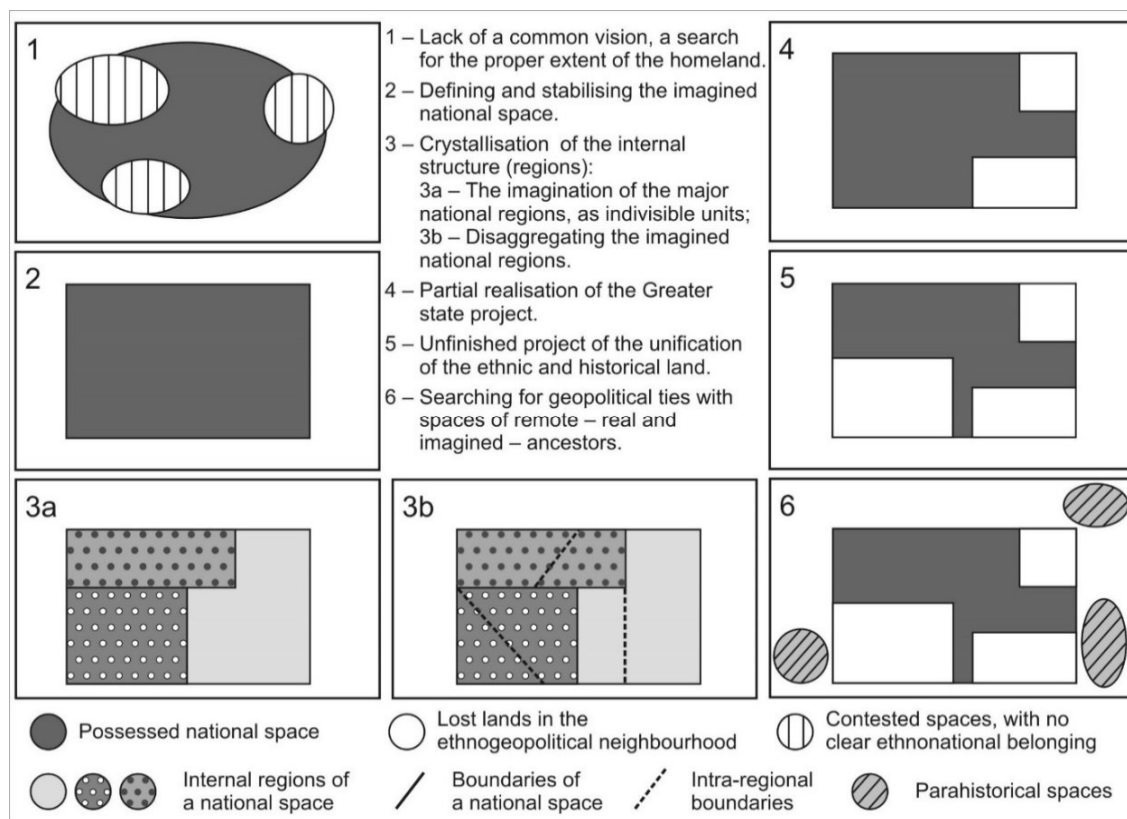 1
1 – Lack of a common vision, a search
for the proper extent of the homeland.
2 – Defining and stabilising the imagined
national space.
3 – Crystallisation of the internal
structure (regions):
3a – The imagination of the major
national regions, as indivisible units;
3b – Disaggregating the imagined
national regions.
4 – Partial realisation of the Greater
state project.
5 – Unfinished project of the unification
of the ethnic and historical land.
6 – Searching for geopolitical ties with
spaces of remote – real and
imagined – ancestors.
4
2
5
3a
3b
6
Possessed national space
Lost lands in the
ethnogeopolitical neighbourhood
Contested spaces, with no
clear ethnonational belonging
Internal regions of
a national space
Boundaries of
a national space
Intra-regional
boundaries
Parahistorical spaces